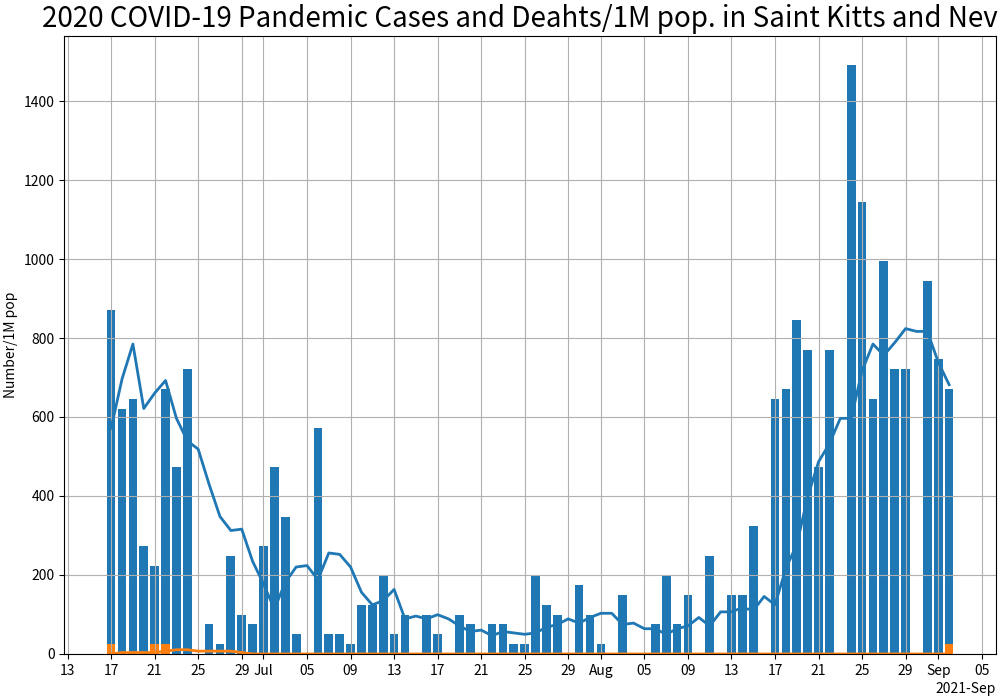 2020 COVID-19 Pandemic Cases and Deahts/1M pop. in Saint Kitts and Nev
Number/1M pop
1400
1200
1000
800
600
400
200
0
13 17 21 25 29 Jul 05 09 13 17 21 25 29 Aug 05 09 13 17 21 25 29 Sep 05
2021-Sep